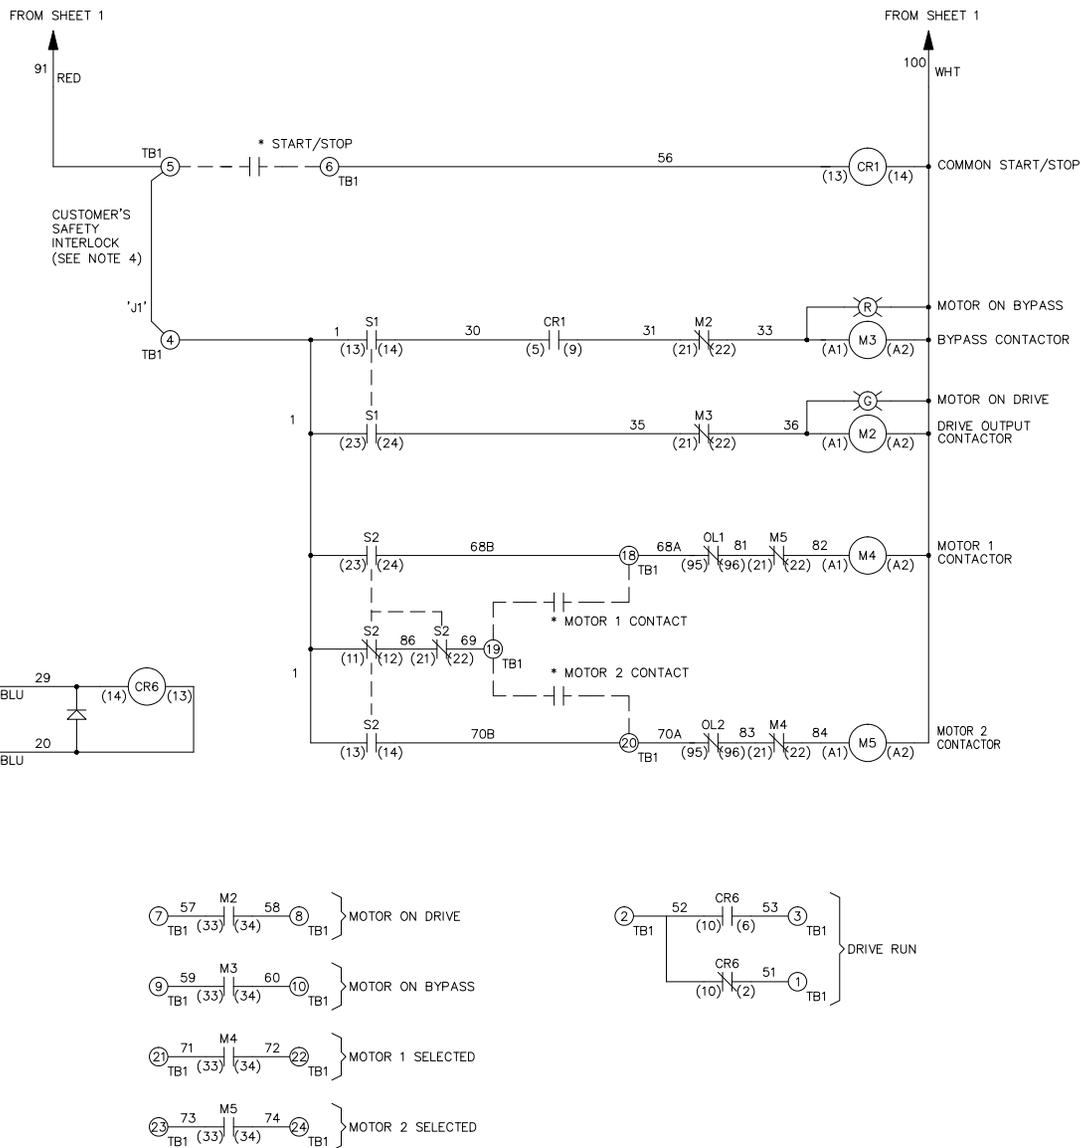 FROM SHEET 1
FROM SHEET 1
91
RED
100
WHT
* START/STOP
TB1
5
6
TB1
56
CR1
(13)
(14)
COMMON START/STOP
CUSTOMER'S
SAFETY
INTERLOCK
(SEE NOTE 4)
'J1'
4
TB1
R
MOTOR ON BYPASS
1
S1
(13)
(14)
30
CR1
(5)
(9)
31
M2
(21)
(22)
33
M3
(A1)
(A2)
BYPASS CONTACTOR
G
MOTOR ON DRIVE
1
S1
(23)
(24)
35
M3
(21)
(22)
36
M2
(A1)
(A2)
DRIVE OUTPUT
CONTACTOR
S2
(23)
(24)
68B
18
TB1
68A
OL1
(95)
(96)
81
M5
(21)
(22)
82
M4
(A1)
(A2)
MOTOR 1
CONTACTOR
* MOTOR 1 CONTACT
S2
(11)
(12)
86
S2
(21)
(22)
69
19
TB1
* MOTOR 2 CONTACT
1
29
BLU
(14)
CR6
(13)
20
BLU
S2
(13)
(14)
70B
20
TB1
70A
OL2
(95)
(96)
83
M4
(21)
(22)
84
M5
(A1)
(A2)
MOTOR 2
CONTACTOR
7
TB1
57
M2
(33)
(34)
58
8
TB1
MOTOR ON DRIVE
9
TB1
59
M3
(33)
(34)
60
10
TB1
MOTOR ON BYPASS
21
TB1
71
M4
(33)
(34)
72
22
TB1
MOTOR 1 SELECTED
23
TB1
73
M5
(33)
(34)
74
24
TB1
MOTOR 2 SELECTED
2
TB1
52
CR6
(10)
(6)
53
3
TB1
DRIVE RUN
CR6
(10)
(2)
51
1
TB1